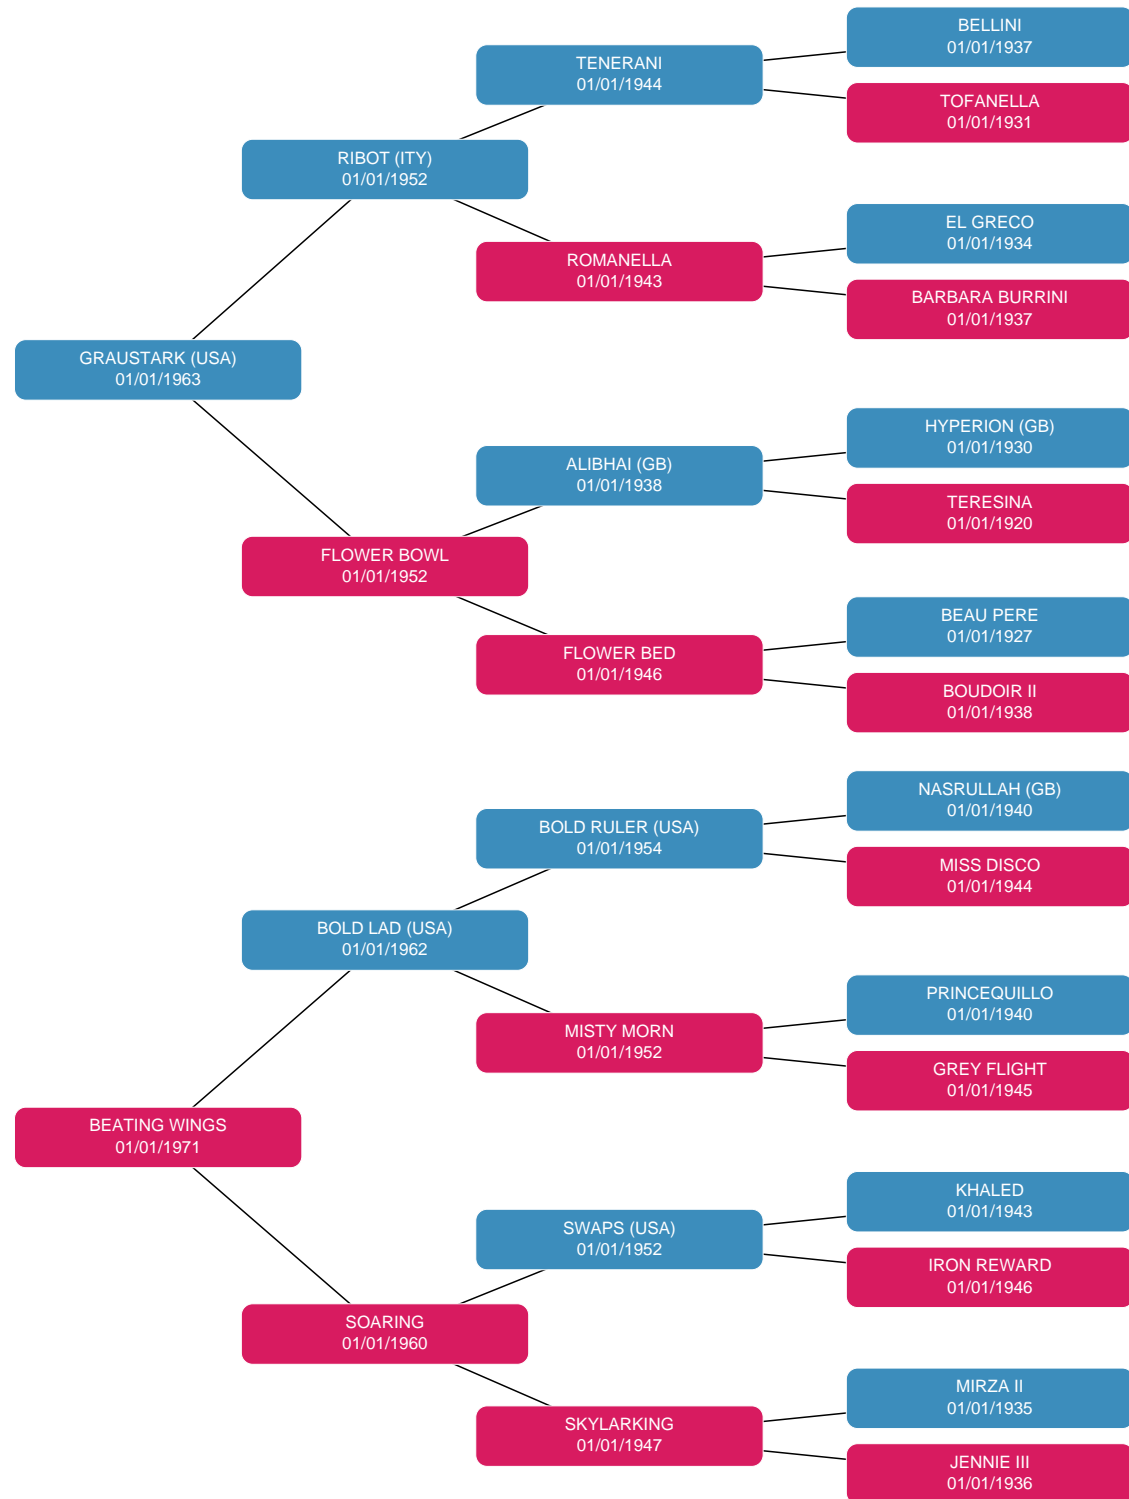 BELLINI
01/01/1937
TENERANI
01/01/1944
TOFANELLA
01/01/1931
RIBOT (ITY)
01/01/1952
EL GRECO
01/01/1934
ROMANELLA
01/01/1943
BARBARA BURRINI
01/01/1937
GRAUSTARK (USA)
01/01/1963
HYPERION (GB)
01/01/1930
ALIBHAI (GB)
01/01/1938
TERESINA
01/01/1920
FLOWER BOWL
01/01/1952
BEAU PERE
01/01/1927
FLOWER BED
01/01/1946
BOUDOIR II
01/01/1938
NASRULLAH (GB)
01/01/1940
BOLD RULER (USA)
01/01/1954
MISS DISCO
01/01/1944
BOLD LAD (USA)
01/01/1962
PRINCEQUILLO
01/01/1940
MISTY MORN
01/01/1952
GREY FLIGHT
01/01/1945
BEATING WINGS
01/01/1971
KHALED
01/01/1943
SWAPS (USA)
01/01/1952
IRON REWARD
01/01/1946
SOARING
01/01/1960
MIRZA II
01/01/1935
SKYLARKING
01/01/1947
JENNIE III
01/01/1936